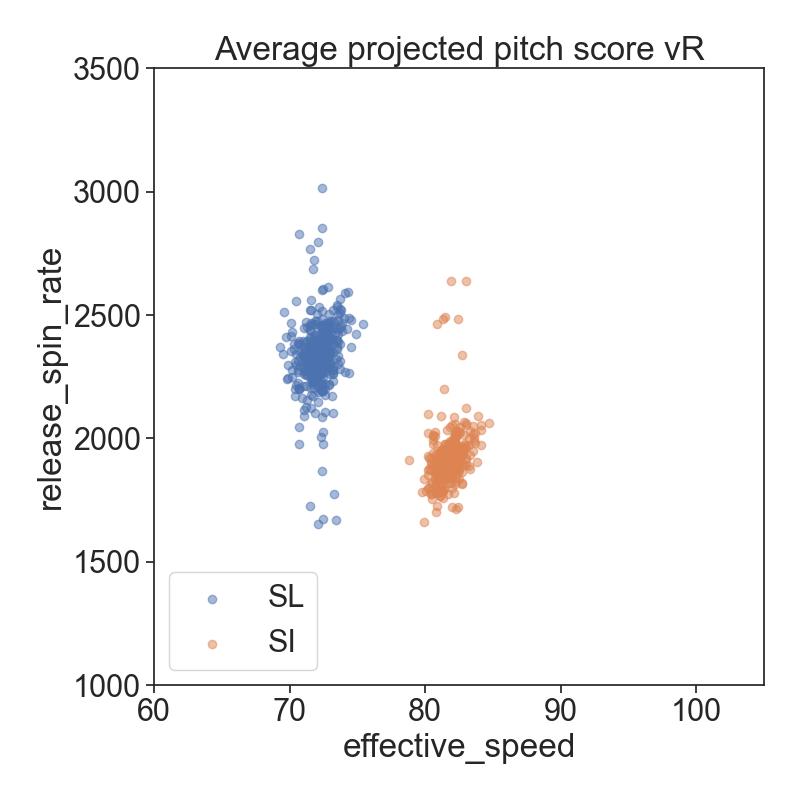 Average projected pitch score vR
3500
3000
2500
2000
1500
1000
release_spin_rate
SL
SI
60 70 80 90 100
effective_speed